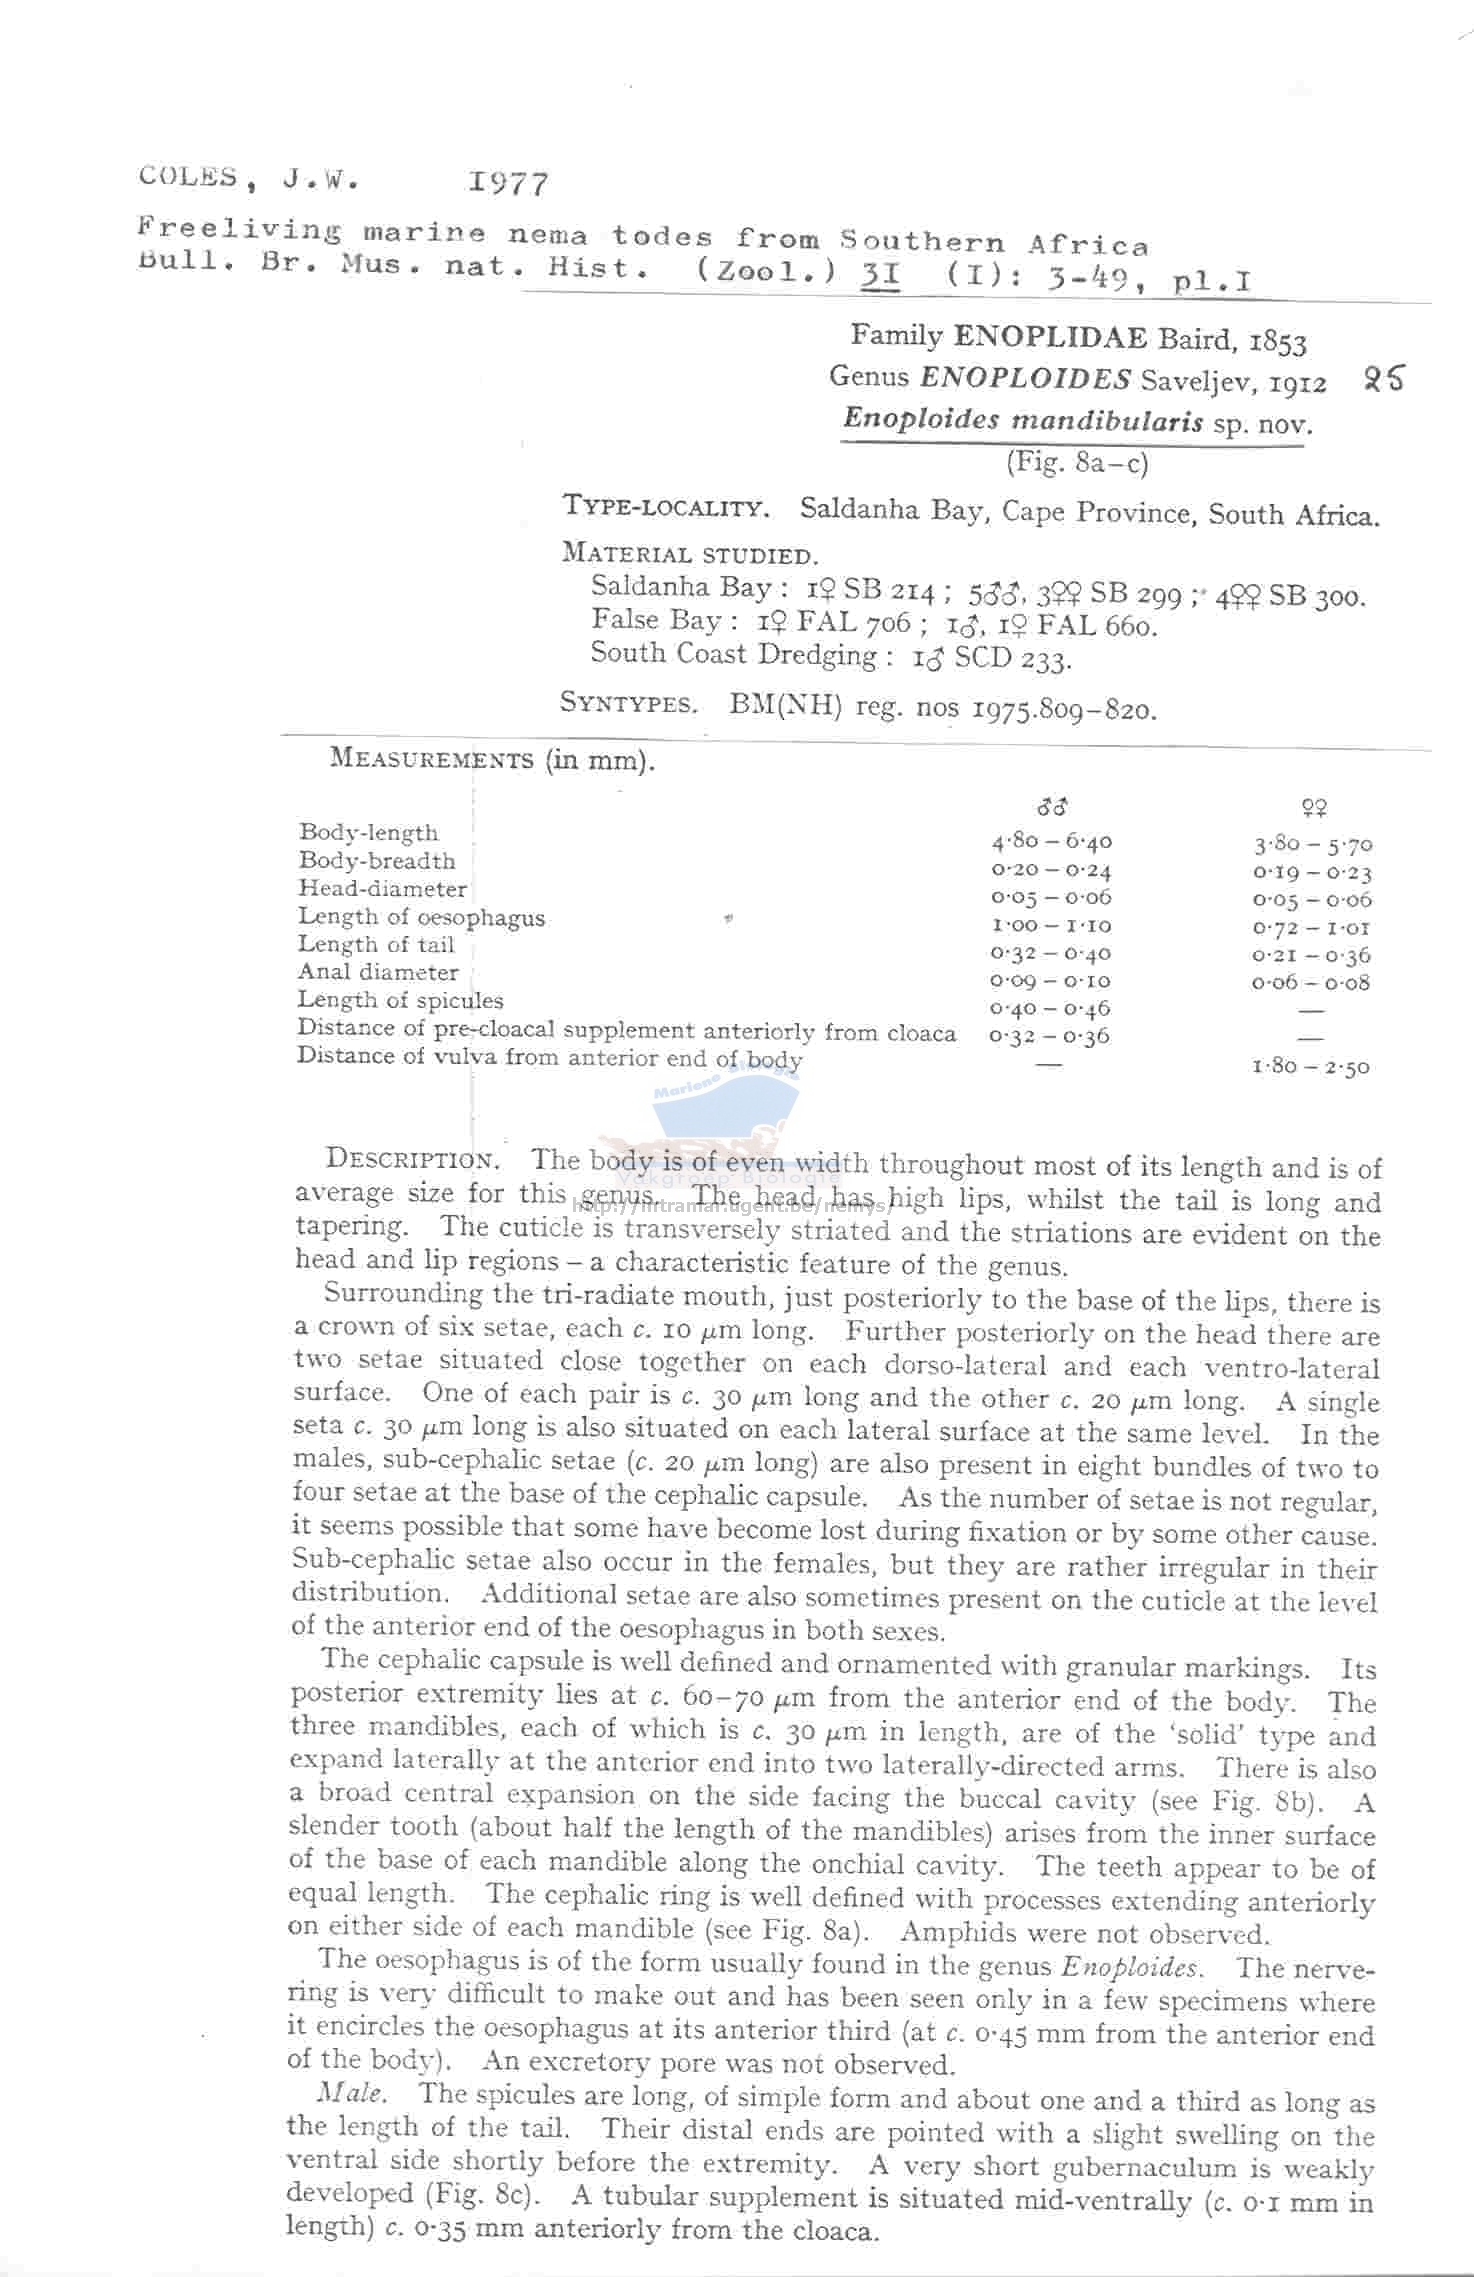 COLES, J.W. 1977
Freeliving marine nema todes from Southern Africa
Bull. Br. Mus. nat. Hist. (Zool.) 3I (I): 3-49, pl.I
Family ENOPLIDAE Baird, 1853
Genus ENOPLOIDES Saveljev, 1912 25
Enoploides mandibularis sp. nov.
(Fig. 8a–c)
TYPE-LOCALITY. Saldanha Bay, Cape Province, South Africa.
MATERIAL STUDIED.
Saldanha Bay : 1♀ SB 214 ; 5♂♂, 3♀♀ SB 299 ; 4♀♀ SB 300.
False Bay : 1♀ FAL 706 ; 1♂, 1♀ FAL 660.
South Coast Dredging : 1♂ SCD 233.
SYNTYPES. BM(NH) reg. nos 1975.809–820.
MEASUREMENTS (in mm).
♂♂ ♀♀
Body-length 4·80 – 6·40 3·80 – 5·70
Body-breadth 0·20 – 0·24 0·19 – 0·23
Head-diameter 0·05 – 0·06 0·05 – 0·06
Length of oesophagus 1·00 – 1·10 0·72 – 1·01
Length of tail 0·32 – 0·40 0·21 – 0·36
Anal diameter 0·09 – 0·10 0·06 – 0·08
Length of spicules 0·40 – 0·46 —
Distance of pre-cloacal supplement anteriorly from cloaca 0·32 – 0·36 —
Distance of vulva from anterior end of body — 1·80 – 2·50
Mariene Biologie
DESCRIPTION. The body is of even width throughout most of its length and is of
Vakgroep Biologie
average size for this genus. The head has high lips, whilst the tail is long and
http://intramar.ugent.be/nemys/
tapering. The cuticle is transversely striated and the striations are evident on the
head and lip regions – a characteristic feature of the genus.
Surrounding the tri-radiate mouth, just posteriorly to the base of the lips, there is
a crown of six setae, each c. 10 μm long. Further posteriorly on the head there are
two setae situated close together on each dorso-lateral and each ventro-lateral
surface. One of each pair is c. 30 μm long and the other c. 20 μm long. A single
seta c. 30 μm long is also situated on each lateral surface at the same level. In the
males, sub-cephalic setae (c. 20 μm long) are also present in eight bundles of two to
four setae at the base of the cephalic capsule. As the number of setae is not regular,
it seems possible that some have become lost during fixation or by some other cause.
Sub-cephalic setae also occur in the females, but they are rather irregular in their
distribution. Additional setae are also sometimes present on the cuticle at the level
of the anterior end of the oesophagus in both sexes.
The cephalic capsule is well defined and ornamented with granular markings. Its
posterior extremity lies at c. 60–70 μm from the anterior end of the body. The
three mandibles, each of which is c. 30 μm in length, are of the ‘solid’ type and
expand laterally at the anterior end into two laterally-directed arms. There is also
a broad central expansion on the side facing the buccal cavity (see Fig. 8b). A
slender tooth (about half the length of the mandibles) arises from the inner surface
of the base of each mandible along the onchial cavity. The teeth appear to be of
equal length. The cephalic ring is well defined with processes extending anteriorly
on either side of each mandible (see Fig. 8a). Amphids were not observed.
The oesophagus is of the form usually found in the genus Enoploides. The nerve-
ring is very difficult to make out and has been seen only in a few specimens where
it encircles the oesophagus at its anterior third (at c. 0·45 mm from the anterior end
of the body). An excretory pore was not observed.
Male. The spicules are long, of simple form and about one and a third as long as
the length of the tail. Their distal ends are pointed with a slight swelling on the
ventral side shortly before the extremity. A very short gubernaculum is weakly
developed (Fig. 8c). A tubular supplement is situated mid-ventrally (c. 0·1 mm in
length) c. 0·35 mm anteriorly from the cloaca.